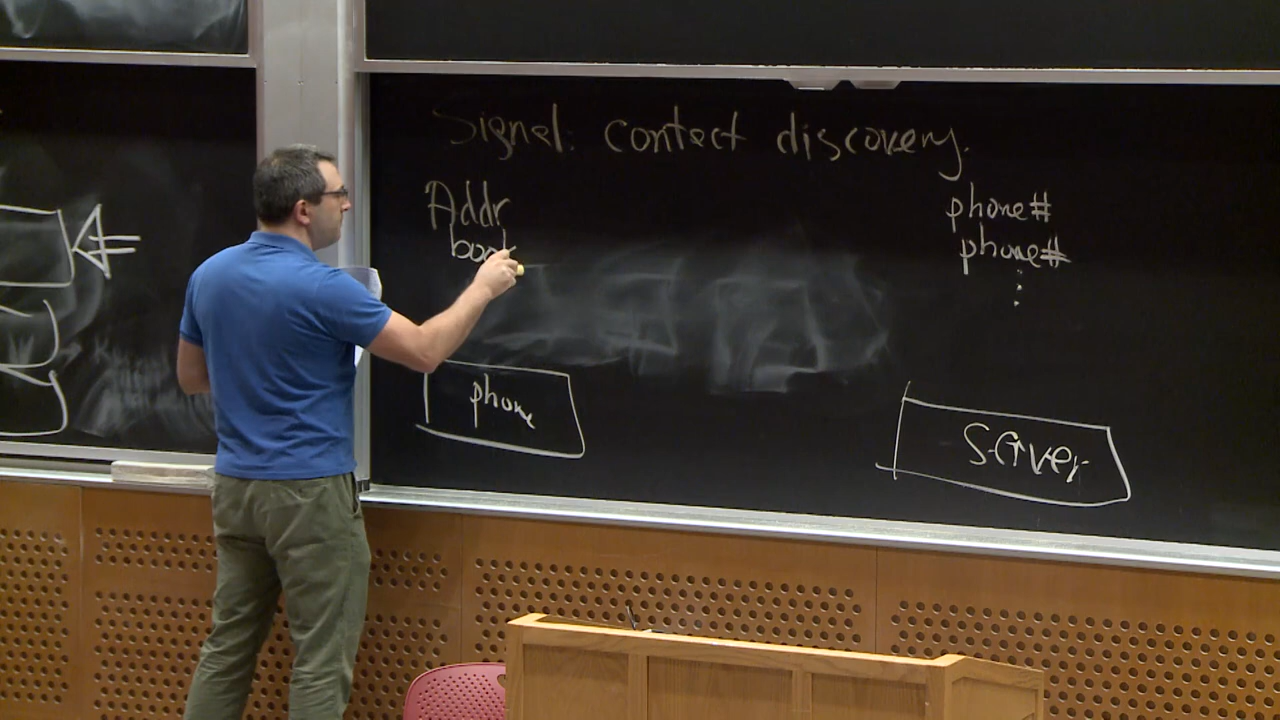 Signal: contact discovery.
Addr
book
phone#
phone#
phone
Server